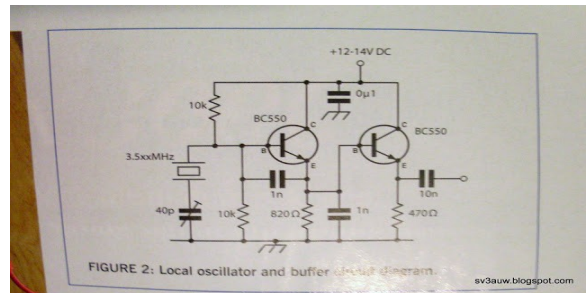 +12-14V DC
0µ1
10k
BC550
C
B
E
BC550
C
B
E
3.5xxMHz
1n
10n
40p
10k
820Ω
1n
470Ω
FIGURE 2: Local oscillator and buffer circuit diagram.
sv3auw.blogspot.com